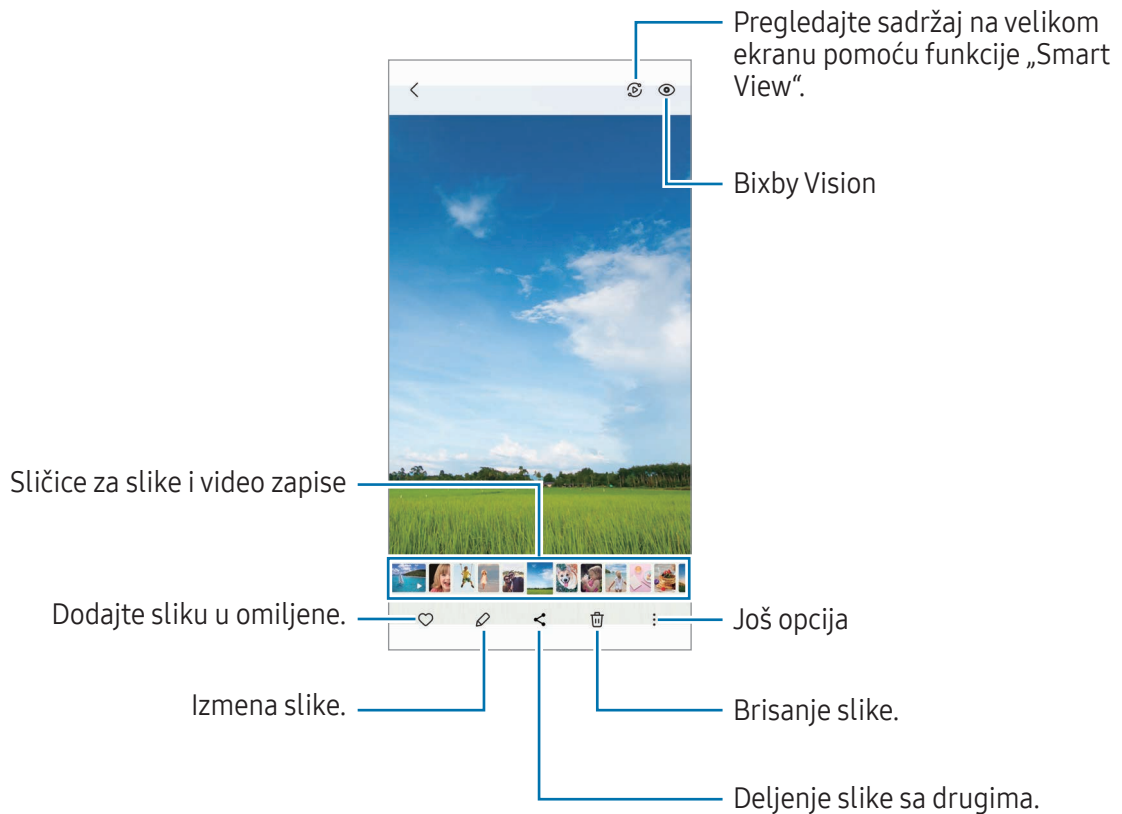 Pregledajte sadržaj na velikom
ekranu pomoću funkcije „Smart
View“.
Bixby Vision
Sličice za slike i video zapise
Dodajte sliku u omiljene.
Još opcija
Izmena slike.
Brisanje slike.
Deljenje slike sa drugima.